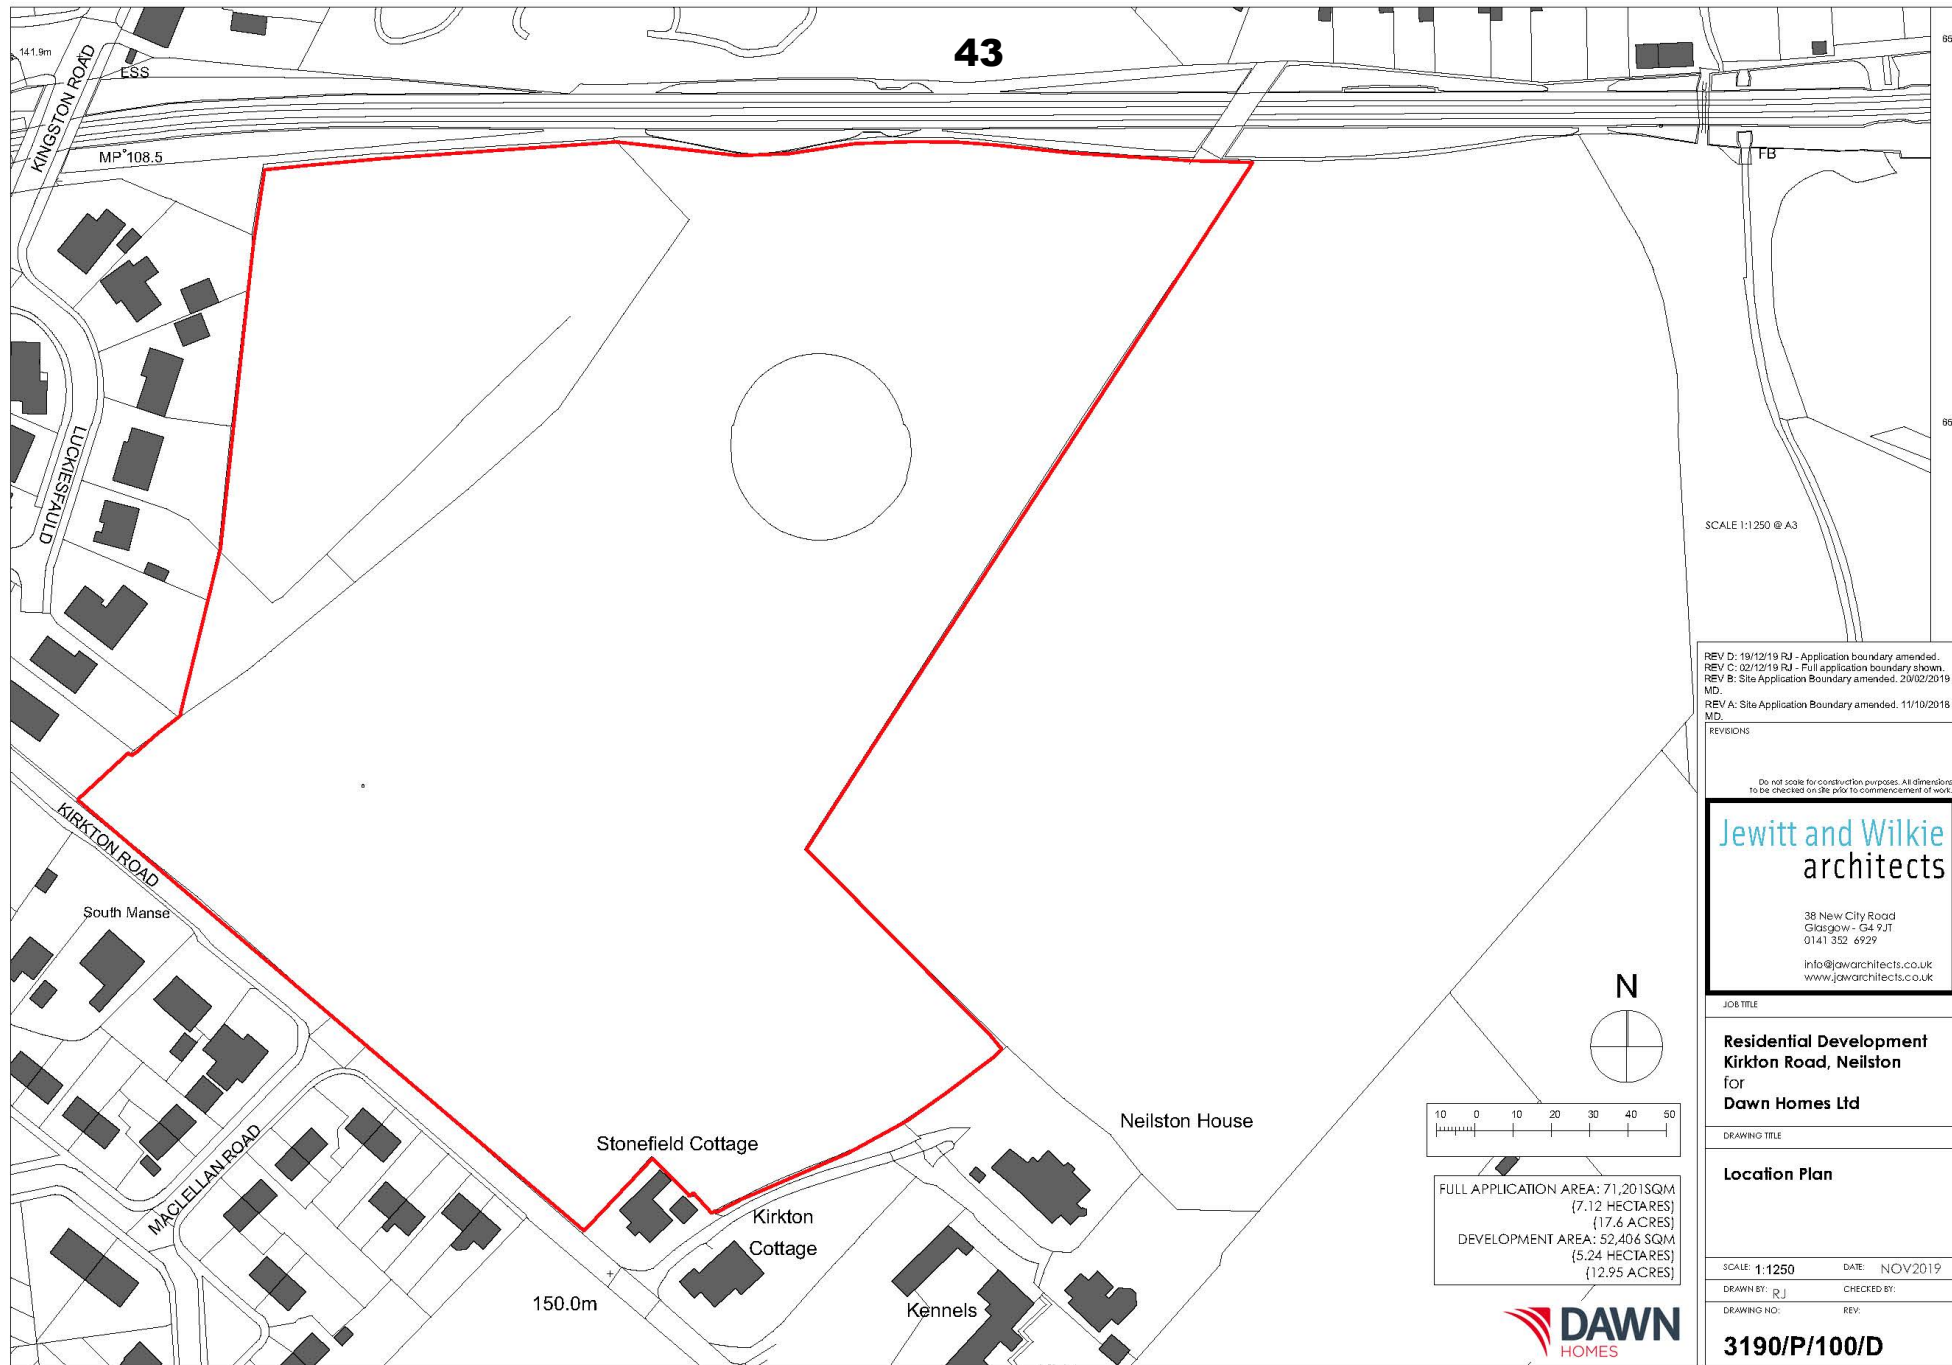 43
141.9m
ESS
KINGSTON ROAD
MP 108.5
FB
LUCKIESFAULD
SCALE 1:1250 @ A3
KIRKTON ROAD
South Manse
MACLELLAN ROAD
Stonefield Cottage
Kirkton
Cottage
Neilston House
Kennels
150.0m
N
10 0 10 20 30 40 50
FULL APPLICATION AREA: 71,201SQM
(7.12 HECTARES)
(17.6 ACRES)
DEVELOPMENT AREA: 52,406 SQM
(5.24 HECTARES)
(12.95 ACRES)
DAWN
HOMES
REV D: 19/12/19 RJ - Application boundary amended.
REV C: 02/12/19 RJ - Full application boundary shown.
REV B: Site Application Boundary amended. 20/02/2019
MD.
REV A: Site Application Boundary amended. 11/10/2018
MD.
REVISIONS
Do not scale for construction purposes. All dimensions
to be checked on site prior to commencement of work.
Jewitt and Wilkie
architects
38 New City Road
Glasgow - G4 9JT
0141 352 6929
info@jawarchitects.co.uk
www.jawarchitects.co.uk
JOB TITLE
Residential Development
Kirkton Road, Neilston
for
Dawn Homes Ltd
DRAWING TITLE
Location Plan
SCALE: 1:1250 DATE: NOV2019
DRAWN BY: RJ CHECKED BY:
DRAWING NO: REV:
3190/P/100/D